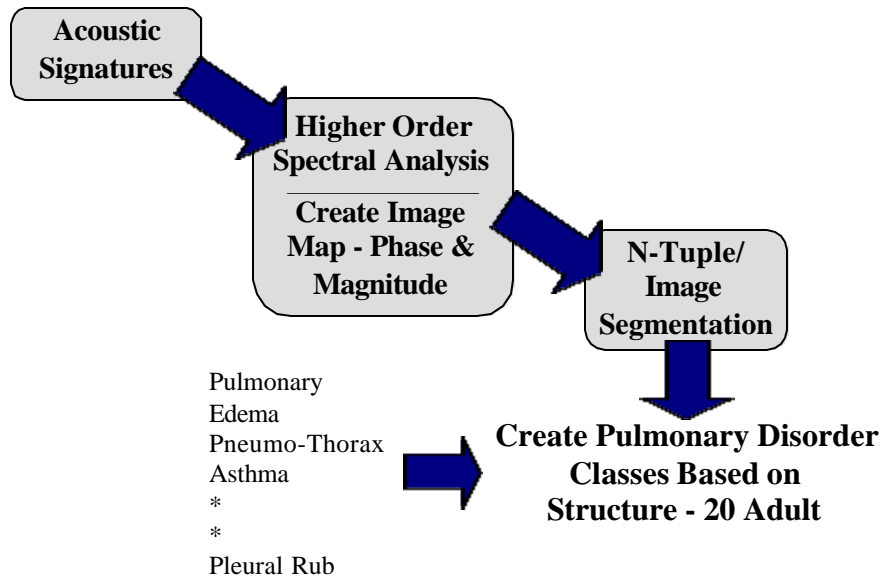 Acoustic
Signatures
Higher Order
Spectral Analysis
Create Image
Map - Phase &
Magnitude
N-Tuple/
Image
Segmentation
Pulmonary
Edema
Pneumo-Thorax
Asthma
*
*
Pleural Rub
Create Pulmonary Disorder
Classes Based on
Structure - 20 Adult